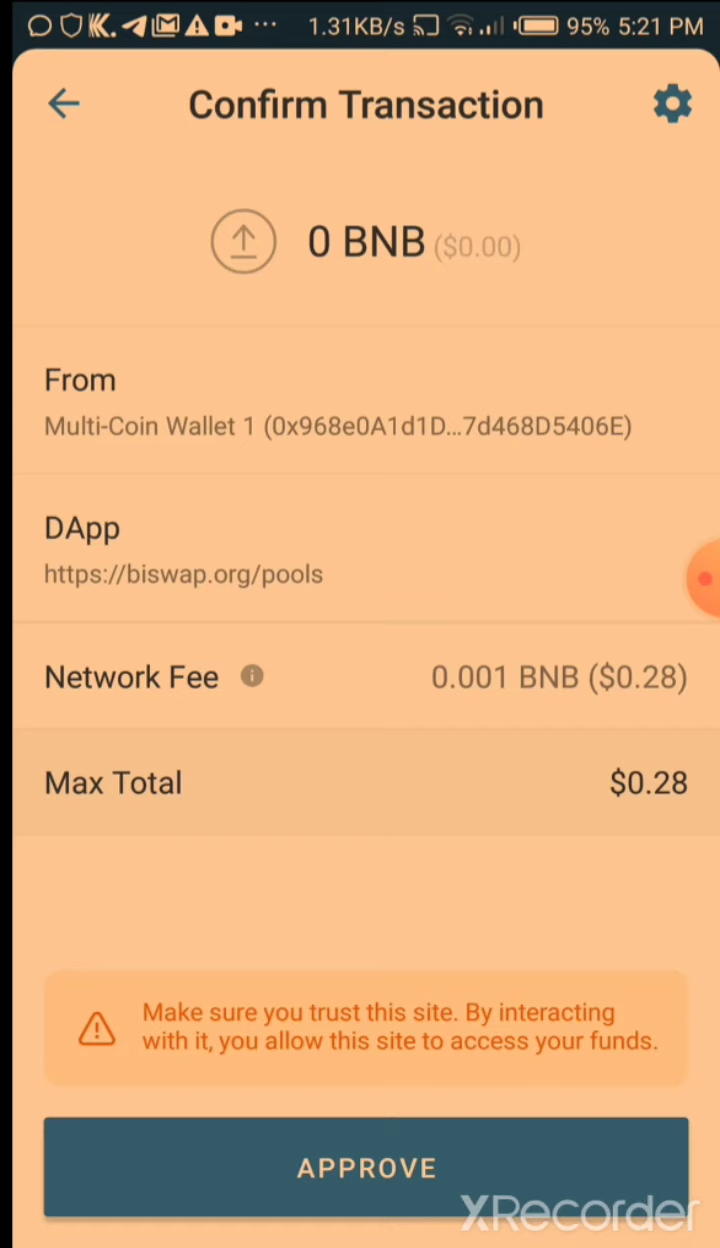 1.31KB/s 95% 5:21 PM
Confirm Transaction
0 BNB ($0.00)
From
Multi-Coin Wallet 1 (0x968e0A1d1D...7d468D5406E)
DApp
https://biswap.org/pools
Network Fee 0.001 BNB ($0.28)
Max Total $0.28
Make sure you trust this site. By interacting
with it, you allow this site to access your funds.
APPROVE
XRecorder